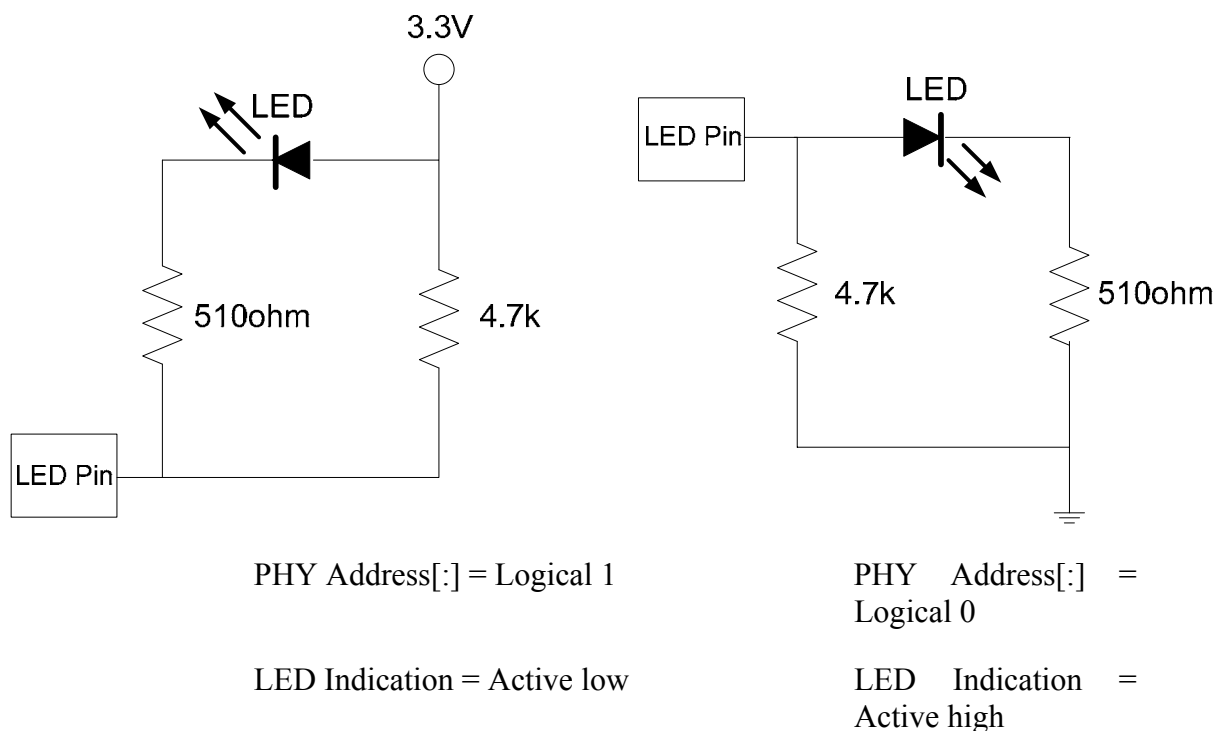 3.3V
LED
510ohm
4.7k
LED Pin
LED
LED Pin
4.7k
510ohm
PHY Address[:] = Logical 1
PHY Address[:] =
Logical 0
LED Indication = Active low
LED Indication =
Active high